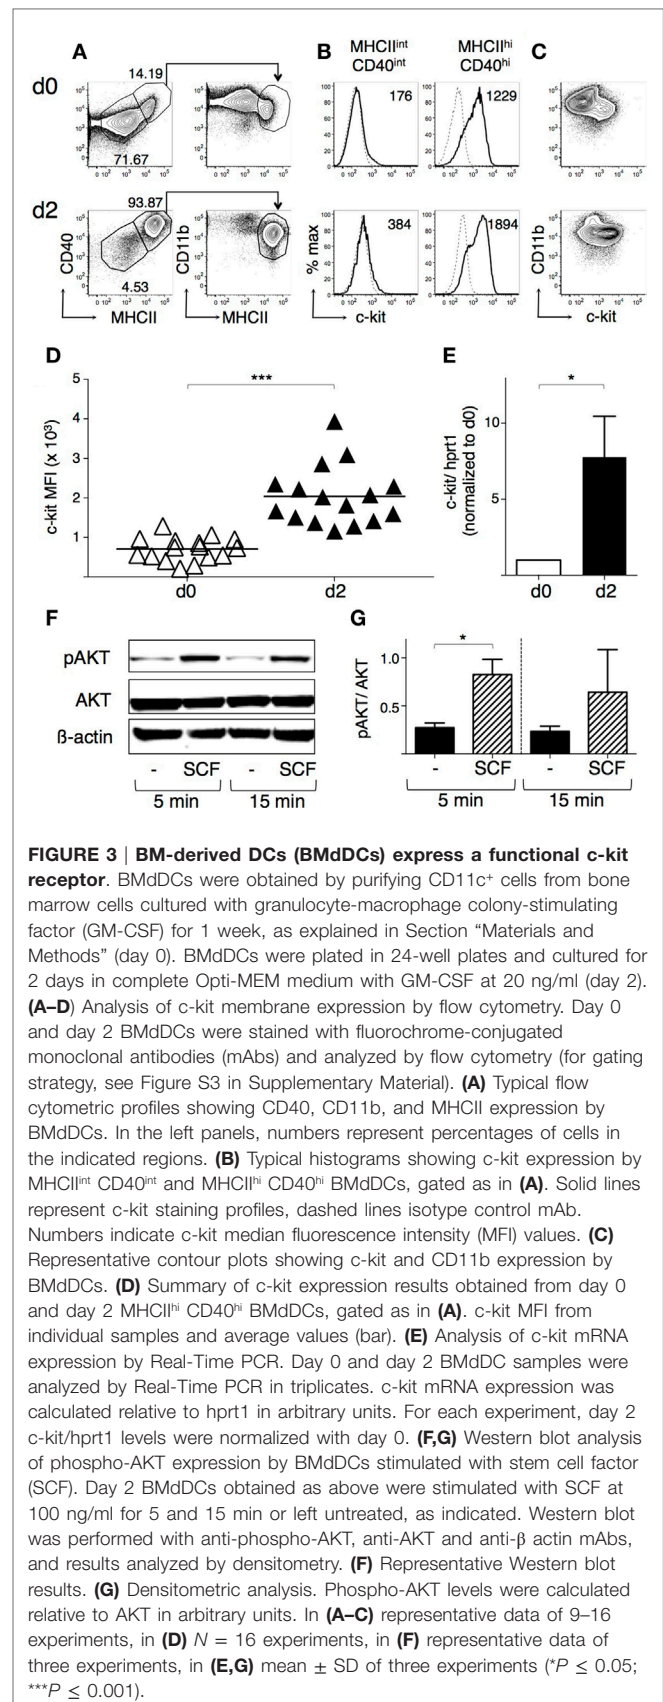 A
B
C
MHCIIint
CD40int
MHCIIhi
CD40hi
d0
14.19
71.67
176
1229
d2
93.87
4.53
384
1894
CD40
CD11b
% max
CD11b
MHCII
MHCII
c-kit
c-kit
D
E
c-kit MFI (x 10³)
5
4
3
2
1
***
d0
d2
c-kit/ hprt1
(normalized to d0)
10
5
*
d0
d2
F
G
pAKT
AKT
ß-actin
- SCF - SCF
5 min 15 min
pAKT/ AKT
1.0
0.5
*
- SCF - SCF
5 min 15 min
FIGURE 3 | BM-derived DCs (BMdDCs) express a functional c-kit
receptor. BMdDCs were obtained by purifying CD11c⁺ cells from bone
marrow cells cultured with granulocyte-macrophage colony-stimulating
factor (GM-CSF) for 1 week, as explained in Section “Materials and
Methods” (day 0). BMdDCs were plated in 24-well plates and cultured for
2 days in complete Opti-MEM medium with GM-CSF at 20 ng/ml (day 2).
(A–D) Analysis of c-kit membrane expression by flow cytometry. Day 0
and day 2 BMdDCs were stained with fluorochrome-conjugated
monoclonal antibodies (mAbs) and analyzed by flow cytometry (for gating
strategy, see Figure S3 in Supplementary Material). (A) Typical flow
cytometric profiles showing CD40, CD11b, and MHCII expression by
BMdDCs. In the left panels, numbers represent percentages of cells in
the indicated regions. (B) Typical histograms showing c-kit expression by
MHCIIint CD40int and MHCIIhi CD40hi BMdDCs, gated as in (A). Solid lines
represent c-kit staining profiles, dashed lines isotype control mAb.
Numbers indicate c-kit median fluorescence intensity (MFI) values. (C)
Representative contour plots showing c-kit and CD11b expression by
BMdDCs. (D) Summary of c-kit expression results obtained from day 0
and day 2 MHCIIhi CD40hi BMdDCs, gated as in (A). c-kit MFI from
individual samples and average values (bar). (E) Analysis of c-kit mRNA
expression by Real-Time PCR. Day 0 and day 2 BMdDC samples were
analyzed by Real-Time PCR in triplicates. c-kit mRNA expression was
calculated relative to hprt1 in arbitrary units. For each experiment, day 2
c-kit/hprt1 levels were normalized with day 0. (F,G) Western blot analysis
of phospho-AKT expression by BMdDCs stimulated with stem cell factor
(SCF). Day 2 BMdDCs obtained as above were stimulated with SCF at
100 ng/ml for 5 and 15 min or left untreated, as indicated. Western blot
was performed with anti-phospho-AKT, anti-AKT and anti-β actin mAbs,
and results analyzed by densitometry. (F) Representative Western blot
results. (G) Densitometric analysis. Phospho-AKT levels were calculated
relative to AKT in arbitrary units. In (A–C) representative data of 9–16
experiments, in (D) N = 16 experiments, in (F) representative data of
three experiments, in (E,G) mean ± SD of three experiments (*P ≤ 0.05;
***P ≤ 0.001).